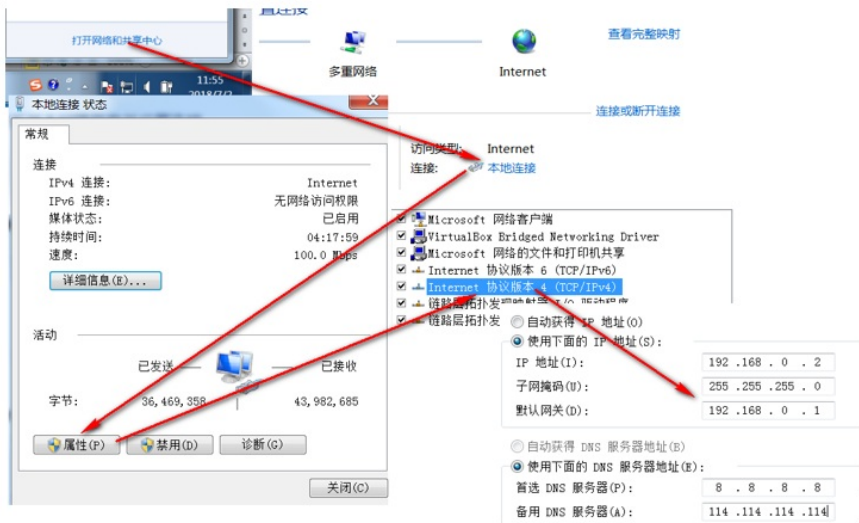 打开网络和共享中心
11:55
多重网络
Internet
查看完整映射
连接或断开连接
访问类型:
Internet
连接:
本地连接
本地连接 状态
常规
连接
IPv4 连接:
Internet
IPv6 连接:
无网络访问权限
媒体状态:
已启用
持续时间:
04:17:59
速度:
100.0 Mbps
详细信息(E)...
活动
已发送
已接收
字节:
36,469,358
43,982,685
属性(P)
禁用(D)
诊断(G)
关闭(C)
Microsoft 网络客户端
VirtualBox Bridged Networking Driver
Microsoft 网络的文件和打印机共享
Internet 协议版本 6 (TCP/IPv6)
Internet 协议版本 4 (TCP/IPv4)
链路层拓扑发现映射器 I/O 驱动程序
链路层拓扑发
自动获得 IP 地址(O)
使用下面的 IP 地址(S):
IP 地址(I):
192 .168 . 0 . 2
子网掩码(U):
255 .255 .255 . 0
默认网关(D):
192 .168 . 0 . 1
自动获得 DNS 服务器地址(B)
使用下面的 DNS 服务器地址(E):
首选 DNS 服务器(P):
8 . 8 . 8 . 8
备用 DNS 服务器(A):
114 .114 .114 .114